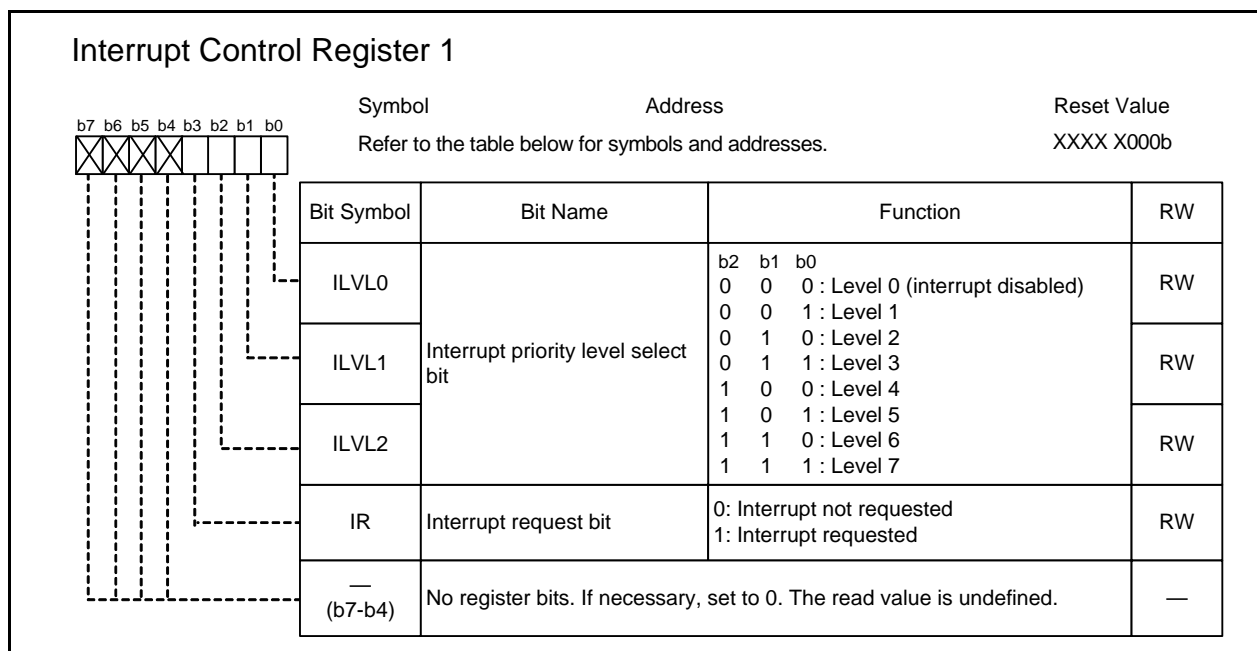 Interrupt Control Register 1
Symbol Address Reset Value
b7 b6 b5 b4 b3 b2 b1 b0
Refer to the table below for symbols and addresses. XXXX X000b
Bit Symbol Bit Name Function RW
ILVL0
ILVL1
ILVL2
Interrupt priority level select
bit
b2 b1 b0
0 0 0 : Level 0 (interrupt disabled)
0 0 1 : Level 1
0 1 0 : Level 2
0 1 1 : Level 3
1 0 0 : Level 4
1 0 1 : Level 5
1 1 0 : Level 6
1 1 1 : Level 7
RW
RW
RW
IR Interrupt request bit
0: Interrupt not requested
1: Interrupt requested
RW
—
(b7-b4)
No register bits. If necessary, set to 0. The read value is undefined.
—